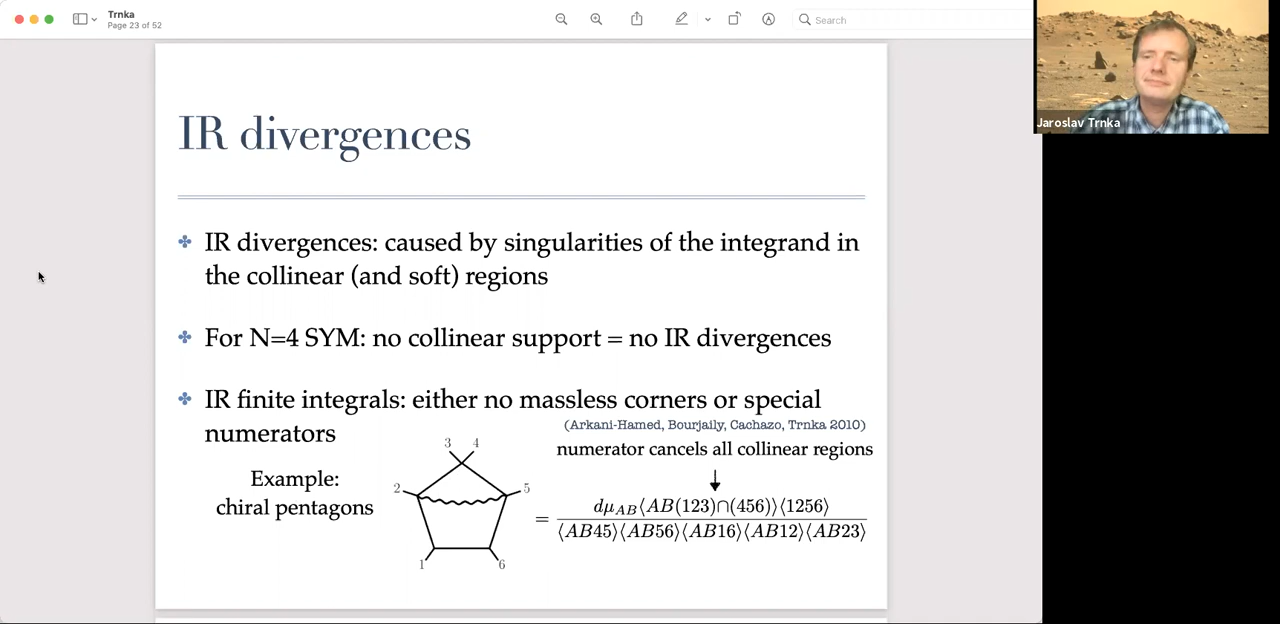 Trnka
Page 23 of 52
Search
Jaroslav Trnka
IR divergences
IR divergences: caused by singularities of the integrand in
the collinear (and soft) regions
For N=4 SYM: no collinear support = no IR divergences
IR finite integrals: either no massless corners or special
numerators
(Arkani-Hamed, Bourjaily, Cachazo, Trnka 2010)
numerator cancels all collinear regions
Example:
chiral pentagons
3 4
2 5
1 6
= dμ_AB⟨AB(123)∩(456)⟩⟨1256⟩
⟨AB45⟩⟨AB56⟩⟨AB16⟩⟨AB12⟩⟨AB23⟩